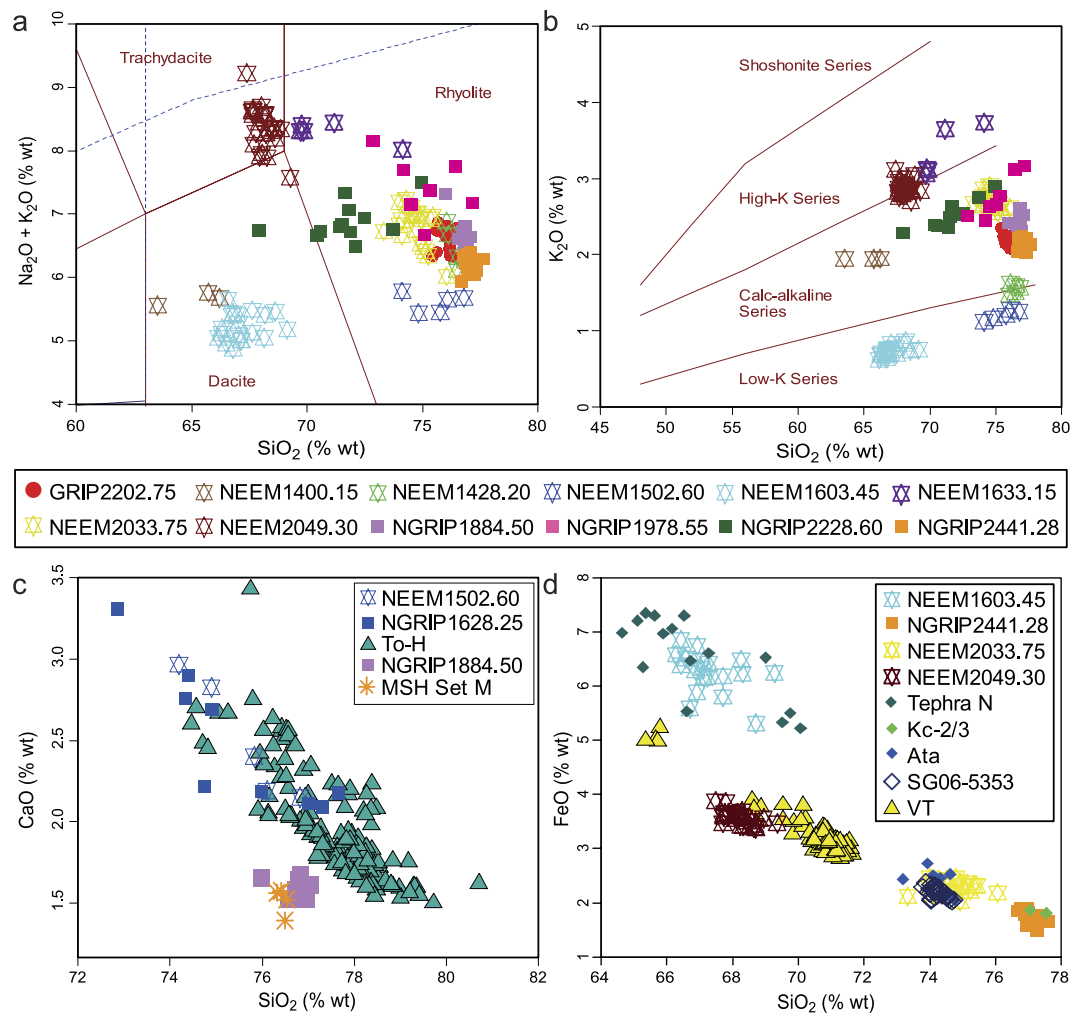 a
Trachydacite
Rhyolite
Dacite
Na2O + K2O (% wt)
10
9
8
7
6
5
4
60 65 70 75 80
SiO2 (% wt)
b
Shoshonite Series
High-K Series
Calc-alkaline
Series
Low-K Series
K2O (% wt)
5
4
3
2
1
0
45 50 55 60 65 70 75 80
SiO2 (% wt)
GRIP2202.75 NEEM1400.15 NEEM1428.20 NEEM1502.60 NEEM1603.45 NEEM1633.15
NEEM2033.75 NEEM2049.30 NGRIP1884.50 NGRIP1978.55 NGRIP2228.60 NGRIP2441.28
c
NEEM1502.60
NGRIP1628.25
To-H
NGRIP1884.50
MSH Set M
CaO (% wt)
3.5
3.0
2.5
2.0
1.5
72 74 76 78 80 82
SiO2 (% wt)
d
NEEM1603.45
NGRIP2441.28
NEEM2033.75
NEEM2049.30
Tephra N
Kc-2/3
Ata
SG06-5353
VT
FeO (% wt)
8
7
6
5
4
3
2
1
64 66 68 70 72 74 76 78
SiO2 (% wt)